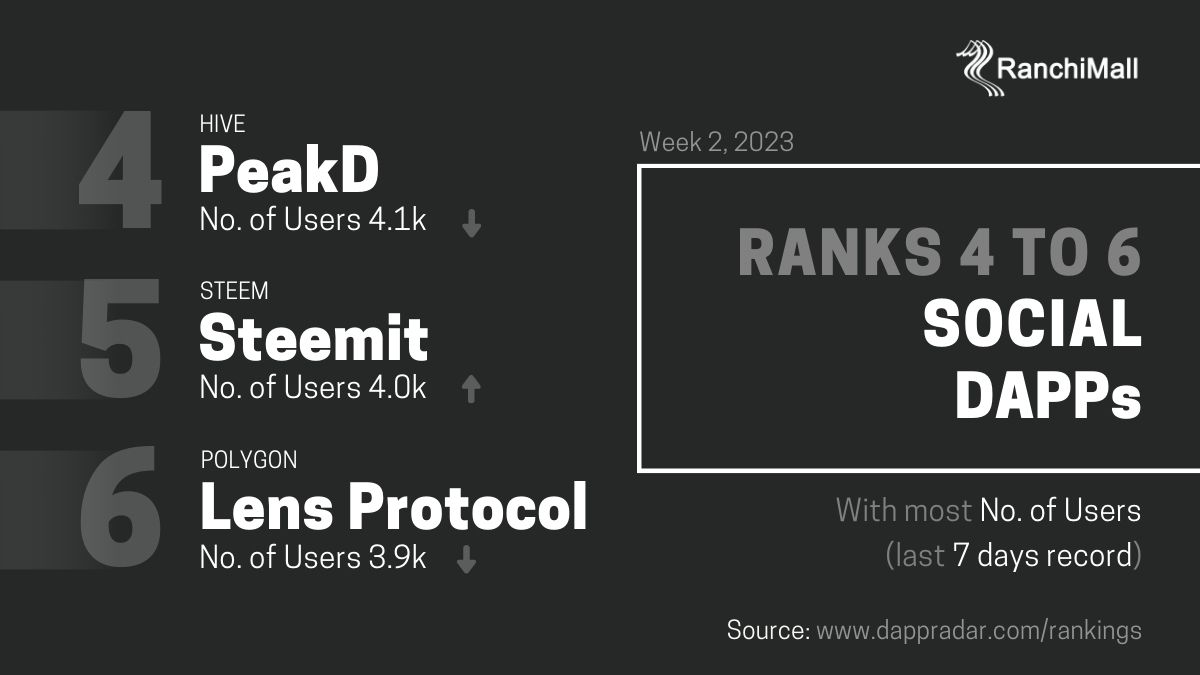 RanchiMall
4
HIVE
PeakD
No. of Users 4.1k
5
STEEM
Steemit
No. of Users 4.0k
6
POLYGON
Lens Protocol
No. of Users 3.9k
Week 2, 2023
RANKS 4 TO 6
SOCIAL
DAPPs
With most No. of Users
(last 7 days record)
Source: www.dappradar.com/rankings